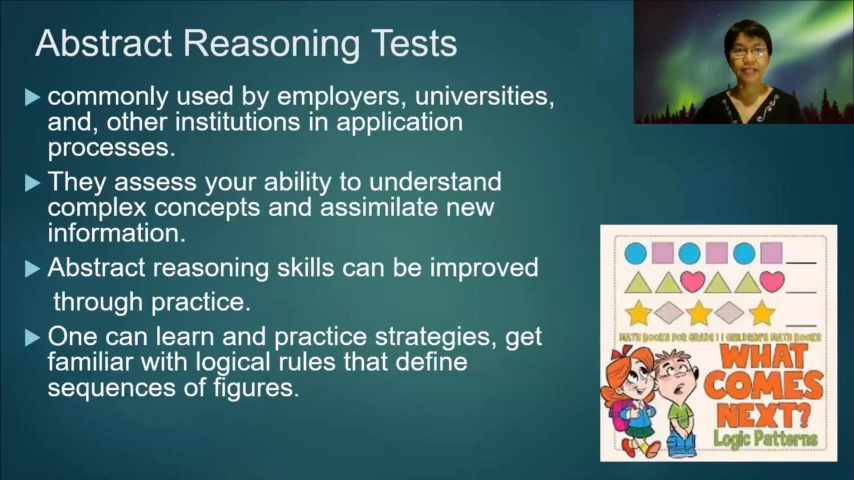 Abstract Reasoning Tests
commonly used by employers, universities,
and, other institutions in application
processes.
They assess your ability to understand
complex concepts and assimilate new
information.
Abstract reasoning skills can be improved
through practice.
One can learn and practice strategies, get
familiar with logical rules that define
sequences of figures.
MATH BOOKS FOR GRADE 1 | CHILDREN'S MATH BOOKS
WHAT
COMES
NEXT?
Logic Patterns